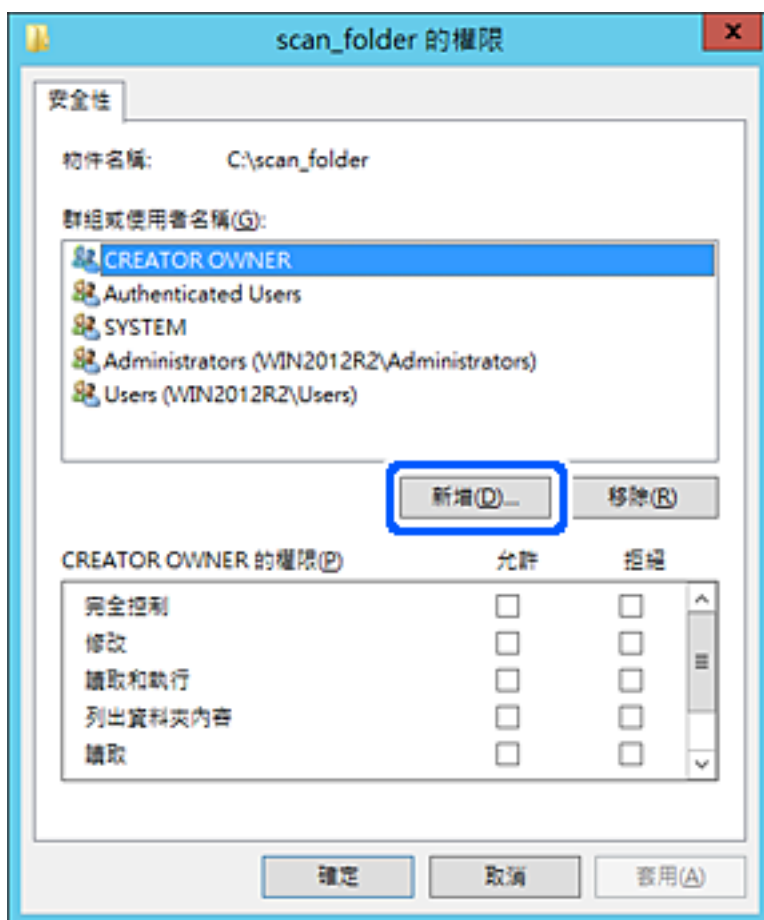 scan_folder 的權限
安全性
物件名稱: C:\scan_folder
群組或使用者名稱(G):
CREATOR OWNER
Authenticated Users
SYSTEM
Administrators (WIN2012R2\Administrators)
Users (WIN2012R2\Users)
新增(D)... 移除(R)
CREATOR OWNER 的權限(P) 允許 拒絕
完全控制
修改
讀取和執行
列出資料夾內容
讀取
確定 取消 套用(A)